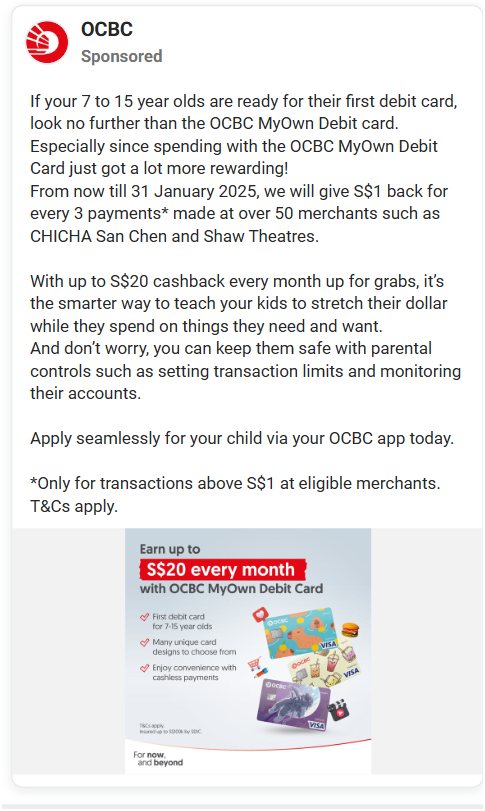 OCBC
Sponsored
If your 7 to 15 year olds are ready for their first debit card,
look no further than the OCBC MyOwn Debit card.
Especially since spending with the OCBC MyOwn Debit
Card just got a lot more rewarding!
From now till 31 January 2025, we will give S$1 back for
every 3 payments* made at over 50 merchants such as
CHICHA San Chen and Shaw Theatres.
With up to S$20 cashback every month up for grabs, it’s
the smarter way to teach your kids to stretch their dollar
while they spend on things they need and want.
And don’t worry, you can keep them safe with parental
controls such as setting transaction limits and monitoring
their accounts.
Apply seamlessly for your child via your OCBC app today.
*Only for transactions above S$1 at eligible merchants.
T&Cs apply.
Earn up to
S$20 every month
with OCBC MyOwn Debit Card
First debit card
for 7-15 year olds
Many unique card
designs to choose from
Enjoy convenience with
cashless payments
OCBC
VISA
OCBC
VISA
OCBC
VISA
T&Cs apply.
Insured up to S$100k by SDIC.
For now,
and beyond